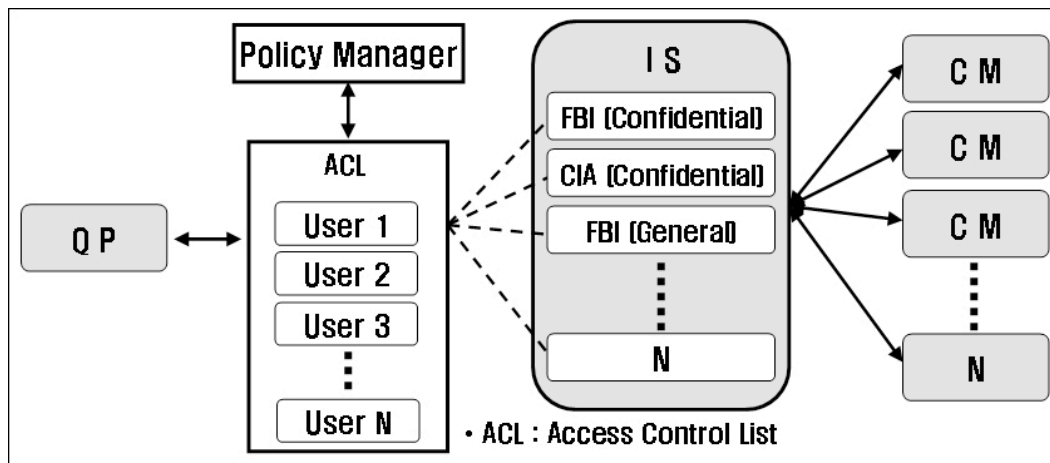 Policy Manager
ACL
Q P
User 1
User 2
User 3
User N
I S
FBI (Confidential)
CIA (Confidential)
FBI (General)
N
C M
C M
C M
N
• ACL : Access Control List